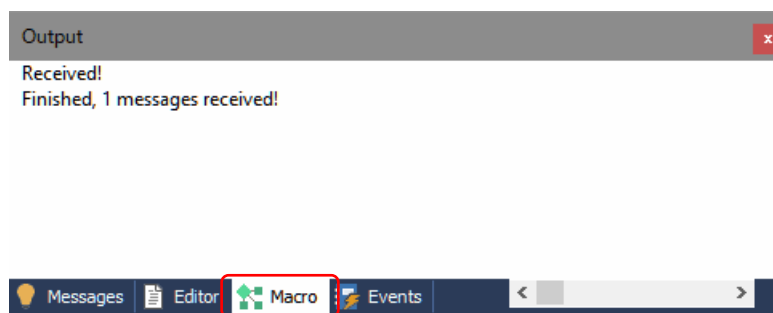 Output
x
Received!
Finished, 1 messages received!
Messages Editor Macro Events